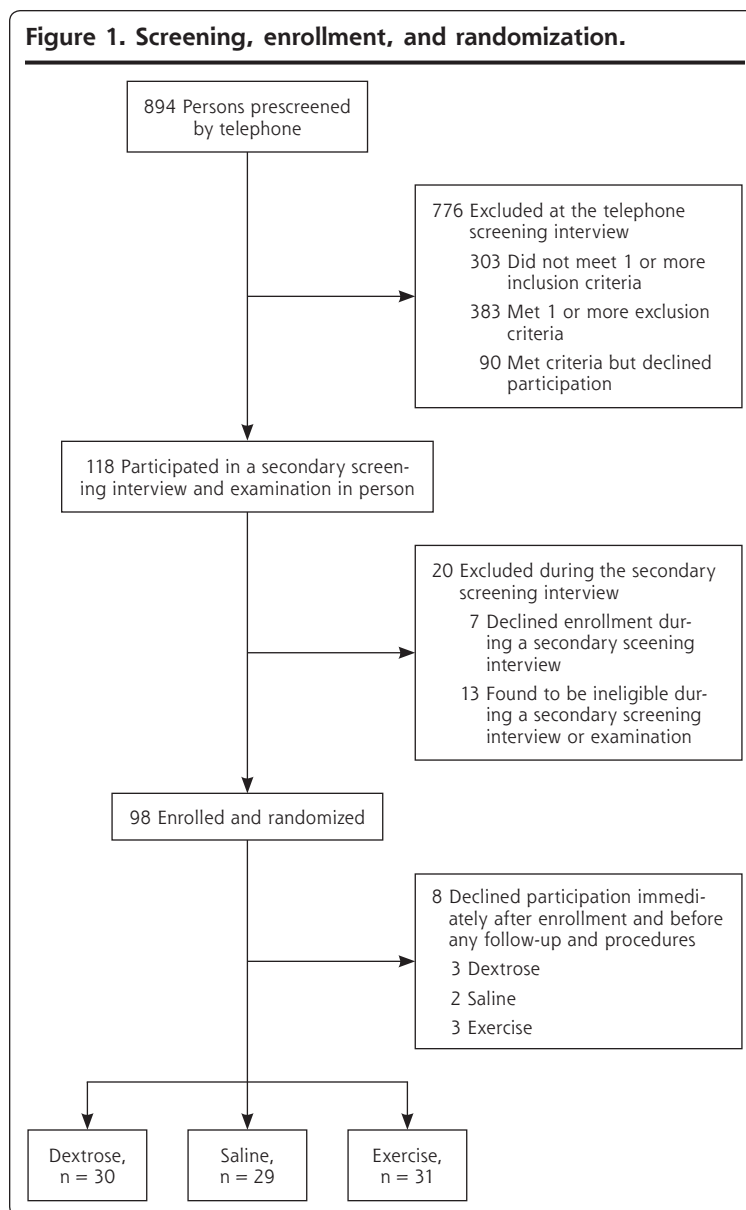 Figure 1. Screening, enrollment, and randomization.
894 Persons prescreened
by telephone
776 Excluded at the telephone
screening interview
303 Did not meet 1 or more
inclusion criteria
383 Met 1 or more exclusion
criteria
90 Met criteria but declined
participation
118 Participated in a secondary screen-
ing interview and examination in person
20 Excluded during the secondary
screening interview
7 Declined enrollment dur-
ing a secondary sceening
interview
13 Found to be ineligible dur-
ing a secondary screening
interview or examination
98 Enrolled and randomized
8 Declined participation immedi-
ately after enrollment and before
any follow-up and procedures
3 Dextrose
2 Saline
3 Exercise
Dextrose,
n = 30
Saline,
n = 29
Exercise,
n = 31